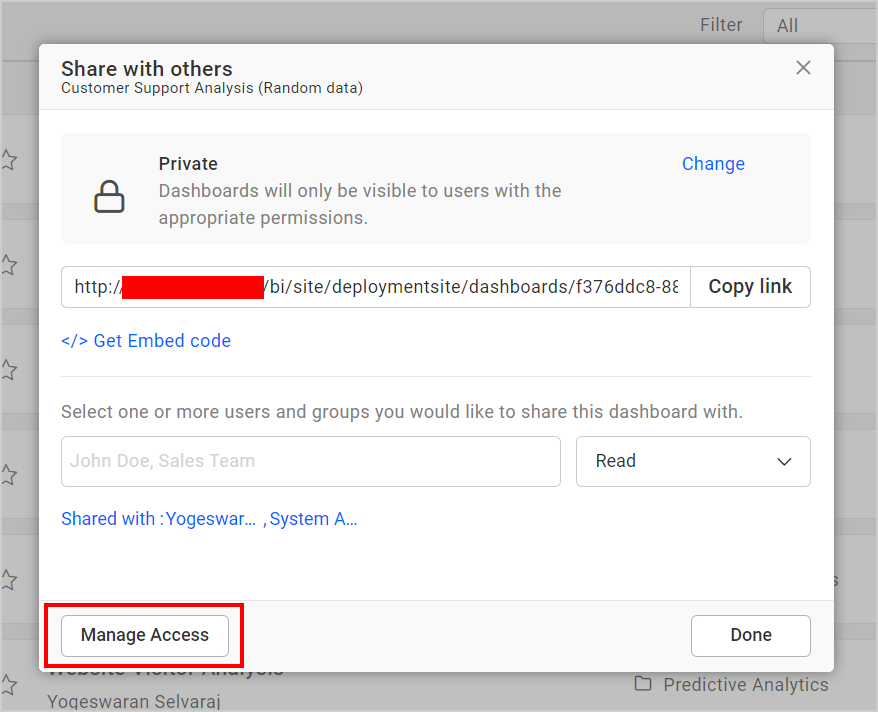 Filter All
Share with others
Customer Support Analysis (Random data)
Private
Change
Dashboards will only be visible to users with the
appropriate permissions.
http:/ /bi/site/deploymentsite/dashboards/f376ddc8-88
Copy link
</> Get Embed code
Select one or more users and groups you would like to share this dashboard with.
John Doe, Sales Team
Read
Shared with :Yogeswar... , System A...
Manage Access
Done
Website Visitor Analysis
Yogeswaran Selvaraj
Predictive Analytics